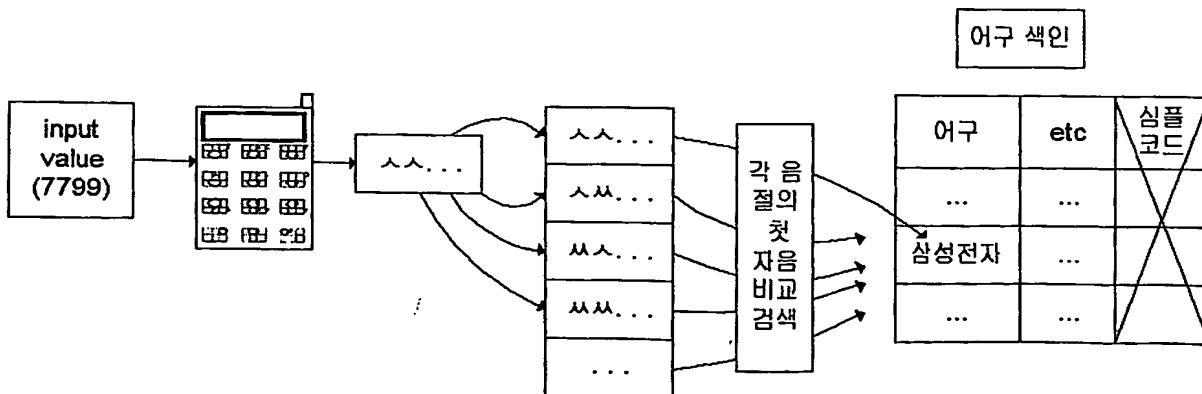 어구 색인
input
value
(7799)
ㅅㅅ...
ㅅㅅ...
ㅅㅆ...
ㅆㅅ...
ㅆㅆ...
...
각 음
절의
첫
자음
비교
검색
어구 etc 심플
코드
... ...
삼성전자 ...
... ...